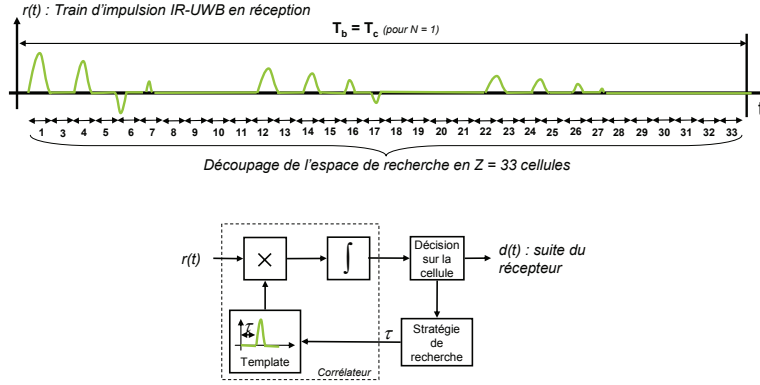 r(t) : Train d'impulsion IR-UWB en réception
T_b = T_c (pour N = 1)
t
1 3 4 5 6 7 8 9 10 11 12 13 14 15 16 17 18 19 20 21 22 23 24 25 26 27 28 29 30 31 32 33
Découpage de l'espace de recherche en Z = 33 cellules
r(t)
×
∫
Décision
sur la
cellule
d(t) : suite du
récepteur
τ
Template
τ
Stratégie
de
recherche
Corrélateur